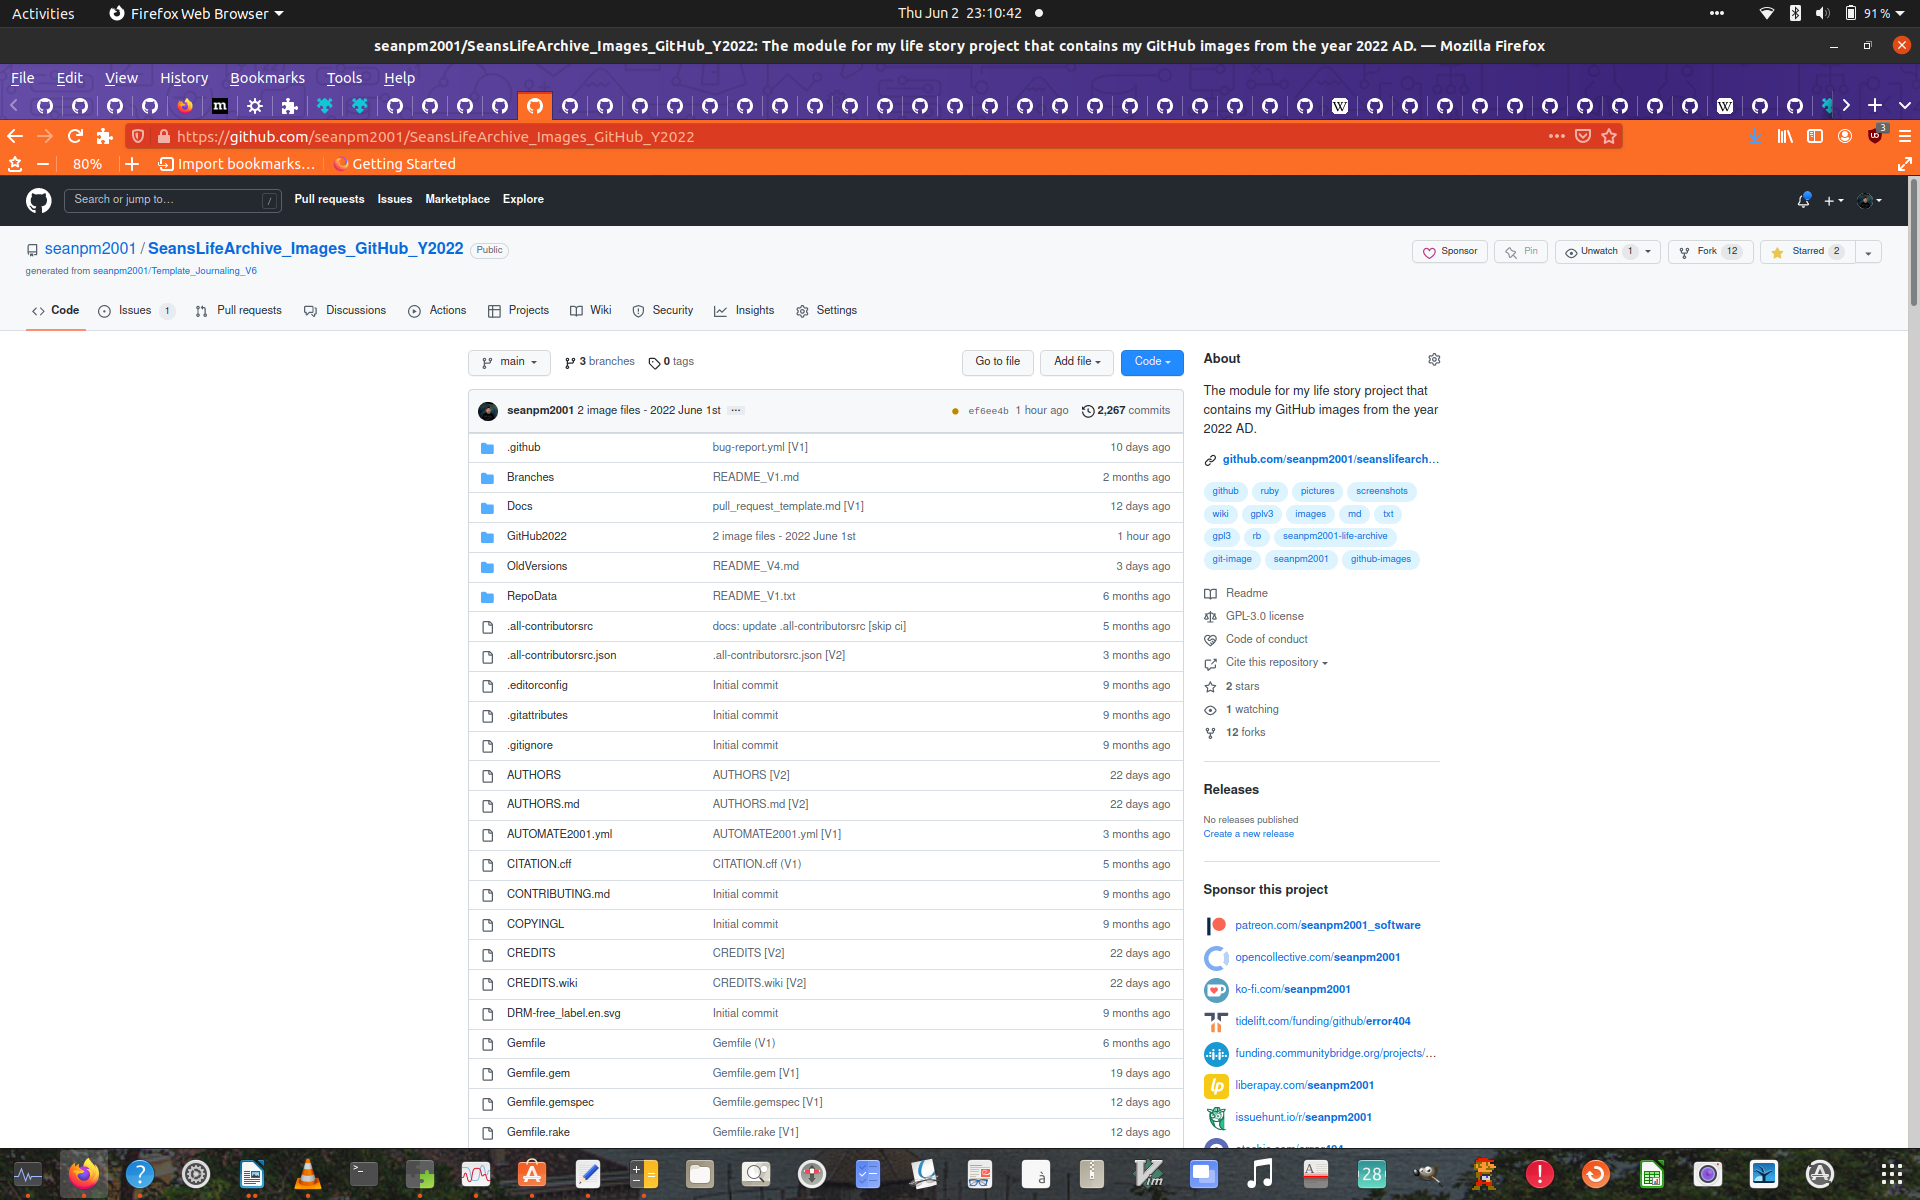 Activities Firefox Web Browser Thu Jun 2 23:10:42 91%
seanpm2001/SeansLifeArchive_Images_GitHub_Y2022: The module for my life story project that contains my GitHub images from the year 2022 AD. — Mozilla Firefox
File Edit View History Bookmarks Tools Help
https://github.com/seanpm2001/SeansLifeArchive_Images_GitHub_Y2022 3
80% Import bookmarks... Getting Started
Search or jump to... / Pull requests Issues Marketplace Explore
seanpm2001 / SeansLifeArchive_Images_GitHub_Y2022 Public Sponsor Pin Unwatch 1 Fork 12 Starred 2
generated from seanpm2001/Template_Journaling_V6
Code Issues 1 Pull requests Discussions Actions Projects Wiki Security Insights Settings
main 3 branches 0 tags Go to file Add file Code
seanpm2001 2 image files - 2022 June 1st ... ef6ee4b 1 hour ago 2,267 commits
.github bug-report.yml [V1] 10 days ago
Branches README_V1.md 2 months ago
Docs pull_request_template.md [V1] 12 days ago
GitHub2022 2 image files - 2022 June 1st 1 hour ago
OldVersions README_V4.md 3 days ago
RepoData README_V1.txt 6 months ago
.all-contributorsrc docs: update .all-contributorsrc [skip ci] 5 months ago
.all-contributorsrc.json .all-contributorsrc.json [V2] 3 months ago
.editorconfig Initial commit 9 months ago
.gitattributes Initial commit 9 months ago
.gitignore Initial commit 9 months ago
AUTHORS AUTHORS [V2] 22 days ago
AUTHORS.md AUTHORS.md [V2] 22 days ago
AUTOMATE2001.yml AUTOMATE2001.yml [V1] 3 months ago
CITATION.cff CITATION.cff (V1) 5 months ago
CONTRIBUTING.md Initial commit 9 months ago
COPYINGL Initial commit 9 months ago
CREDITS CREDITS [V2] 22 days ago
CREDITS.wiki CREDITS.wiki [V2] 22 days ago
DRM-free_label.en.svg Initial commit 9 months ago
Gemfile Gemfile (V1) 6 months ago
Gemfile.gem Gemfile.gem [V1] 19 days ago
Gemfile.gemspec Gemfile.gemspec [V1] 12 days ago
Gemfile.rake Gemfile.rake [V1] 12 days ago
About
The module for my life story project that
contains my GitHub images from the year
2022 AD.
github.com/seanpm2001/seanslifearch...
github ruby pictures screenshots
wiki gplv3 images md txt
gpl3 rb seanpm2001-life-archive
git-image seanpm2001 github-images
Readme
GPL-3.0 license
Code of conduct
Cite this repository
2 stars
1 watching
12 forks
Releases
No releases published
Create a new release
Sponsor this project
patreon.com/seanpm2001_software
opencollective.com/seanpm2001
ko-fi.com/seanpm2001
tidelift.com/funding/github/error404
funding.communitybridge.org/projects/...
liberapay.com/seanpm2001
issuehunt.io/r/seanpm2001
28